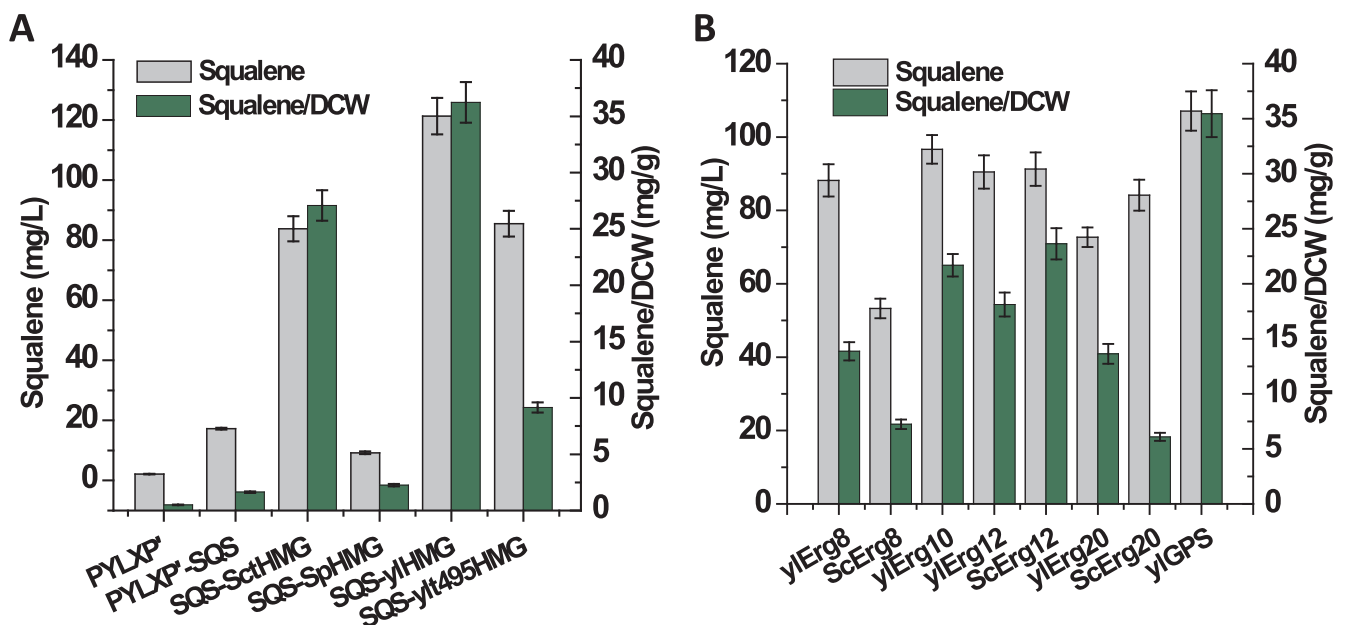 A
Squalene
Squalene/DCW
Squalene (mg/L)
140
120
100
80
60
40
20
0
40
35
30
25
20
15
10
5
0
Squalene/DCW (mg/g)
PYLXP'
PYLXP'-SQS
SQS-SctHMG
SQS-SpHMG
SQS-ylHMG
SQS-ylt495HMG
B
Squalene
Squalene/DCW
Squalene (mg/L)
120
100
80
60
40
20
0
40
35
30
25
20
15
10
5
0
Squalene/DCW (mg/g)
ylErg8
ScErg8
ylErg10
ylErg12
ScErg12
ylErg20
ScErg20
ylGPS